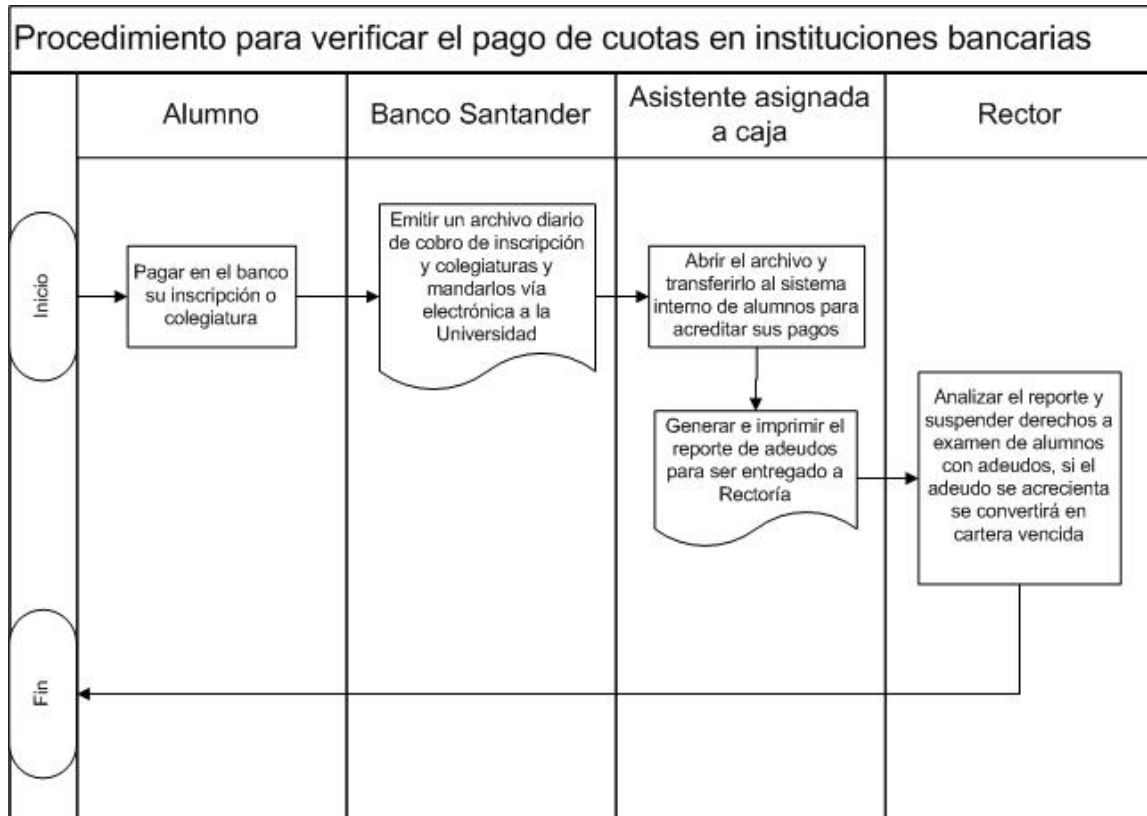 Procedimiento para verificar el pago de cuotas en instituciones bancarias
Alumno
Banco Santander
Asistente asignada
a caja
Rector
Inicio
Pagar en el banco
su inscripción o
colegiatura
Emitir un archivo diario
de cobro de inscripción
y colegiaturas y
mandarlos vía
electrónica a la
Universidad
Abrir el archivo y
transferirlo al sistema
interno de alumnos para
acreditar sus pagos
Generar e imprimir el
reporte de adeudos
para ser entregado a
Rectoría
Analizar el reporte y
suspender derechos a
examen de alumnos
con adeudos, si el
adeudo se acrecienta
se convertirá en
cartera vencida
Fin